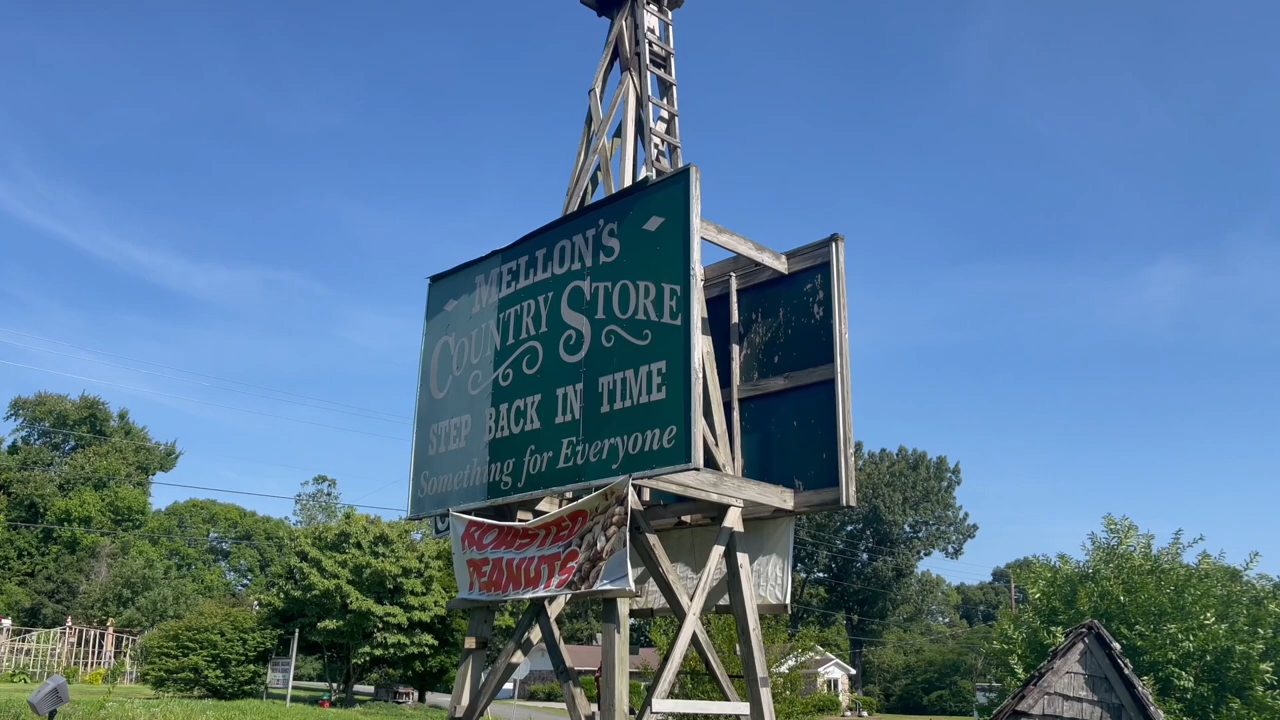 MELLON'S
COUNTRY STORE
STEP BACK IN TIME
Something for Everyone
ROASTED
PEANUTS